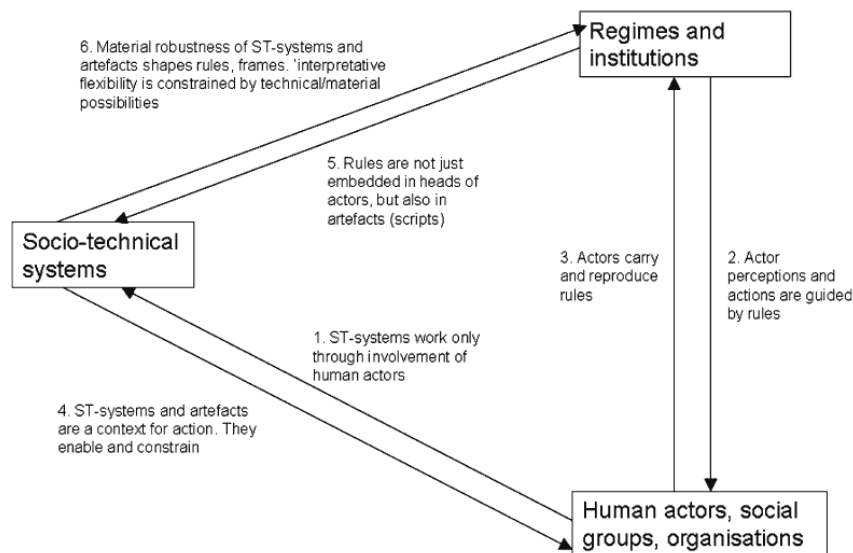 6. Material robustness of ST-systems and
artefacts shapes rules, frames. 'interpretative
flexibility is constrained by technical/material
possibilities
Regimes and
institutions
5. Rules are not just
embedded in heads of
actors, but also in
artefacts (scripts)
Socio-technical
systems
3. Actors carry
and reproduce
rules
2. Actor
perceptions and
actions are guided
by rules
1. ST-systems work only
through involvement of
human actors
4. ST-systems and artefacts
are a context for action. They
enable and constrain
Human actors, social
groups, organisations